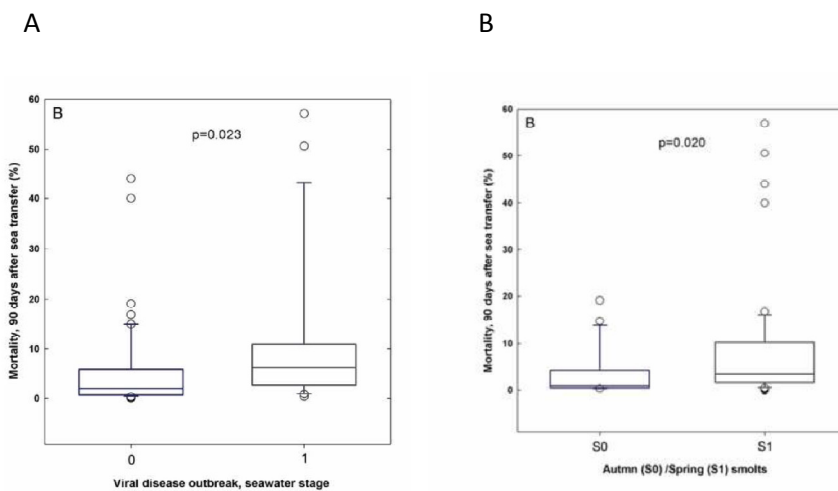 A
B
B
p=0.023
60
50
40
30
20
10
0
Mortality, 90 days after sea transfer (%)
0
1
Viral disease outbreak, seawater stage
B
p=0.020
60
50
40
30
20
10
0
Mortality, 90 days after sea transfer (%)
S0
S1
Autmn (S0) /Spring (S1) smolts